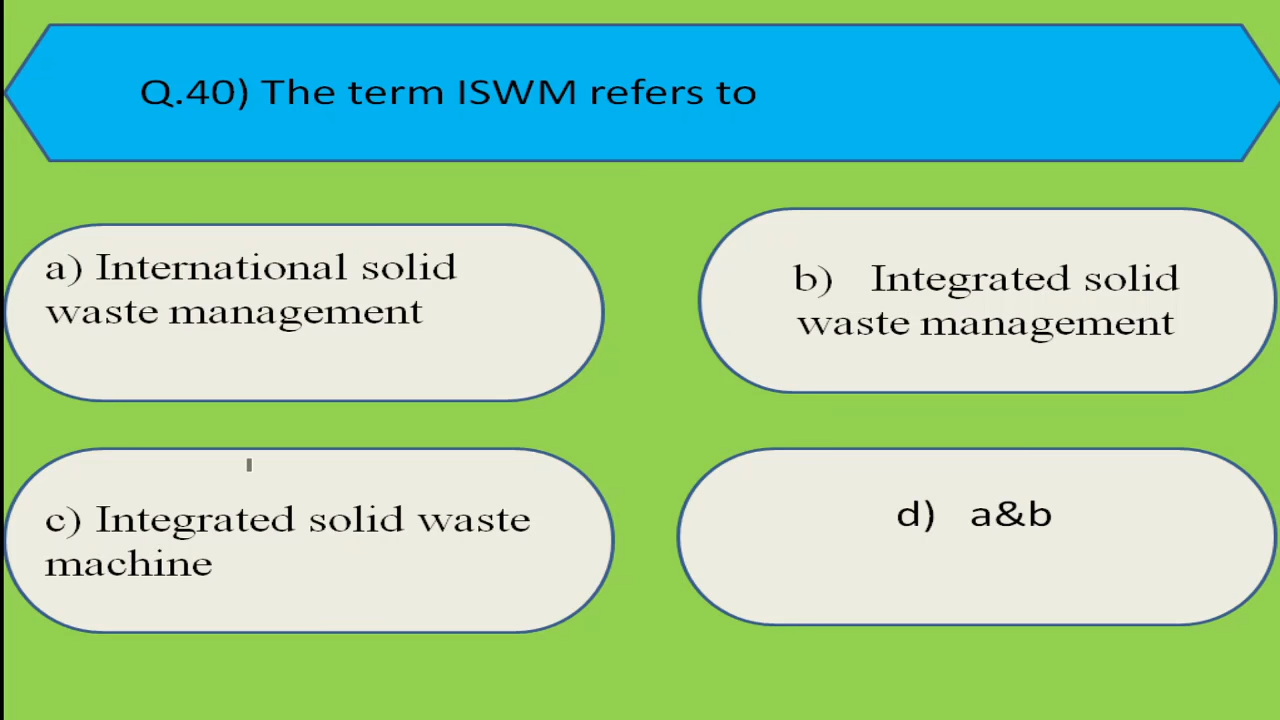 Q.40) The term ISWM refers to
a) International solid
waste management
b) Integrated solid
waste management
c) Integrated solid waste
machine
d) a&b